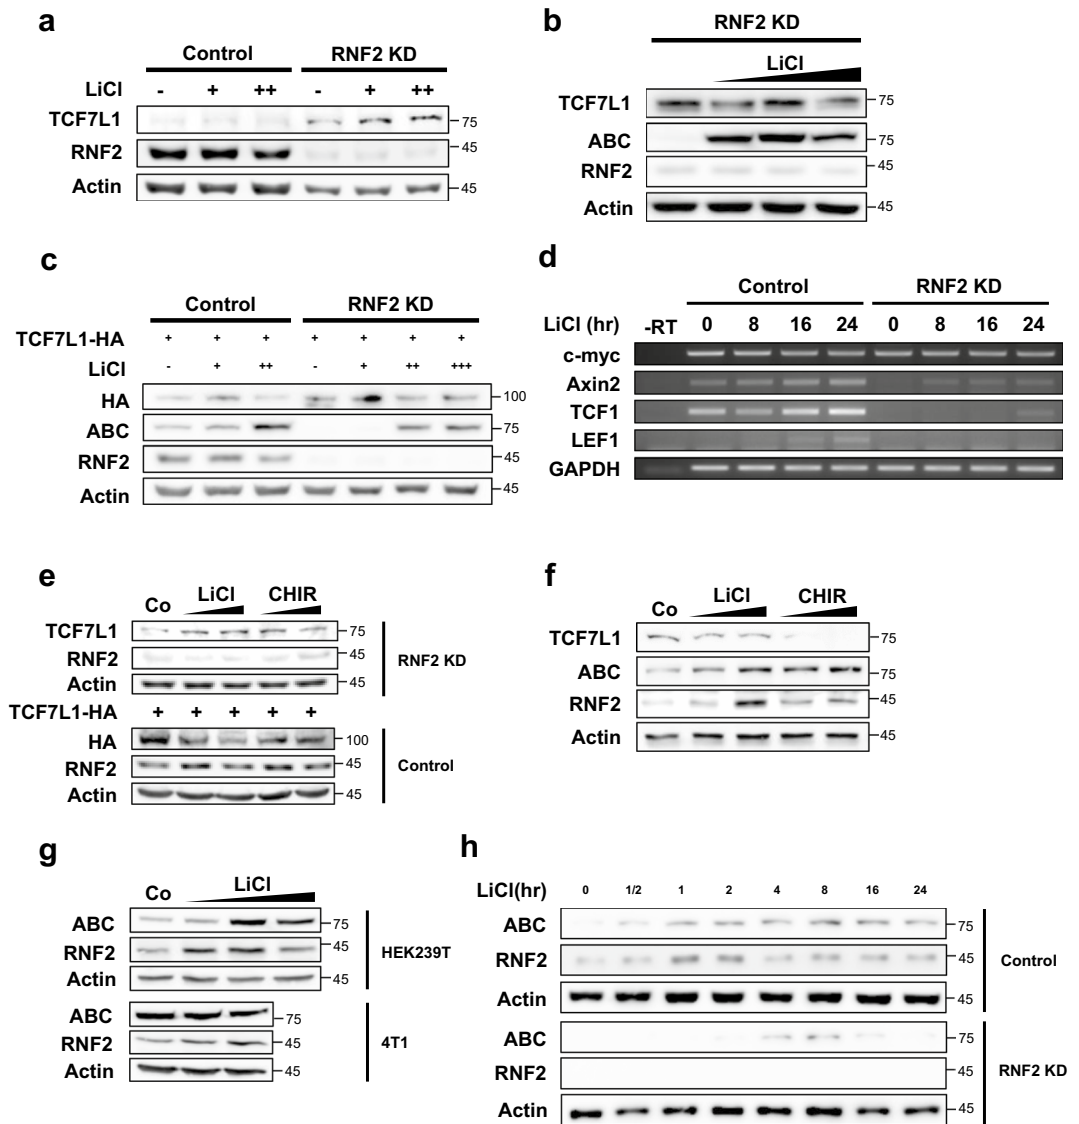 a
Control RNF2 KD
LiCl - + ++ - + ++
TCF7L1 75
RNF2 45
Actin 45
b
RNF2 KD
LiCl
TCF7L1 75
ABC 75
RNF2 45
Actin 45
c
Control RNF2 KD
TCF7L1-HA + + + + + + +
LiCl - + ++ - + ++ +++
HA 100
ABC 75
RNF2 45
Actin 45
d
Control RNF2 KD
LiCl (hr) -RT 0 8 16 24 0 8 16 24
c-myc
Axin2
TCF1
LEF1
GAPDH
e
Co LiCl CHIR
TCF7L1 75
RNF2 45
Actin 45
RNF2 KD
TCF7L1-HA + + + + +
HA 100
RNF2 45
Actin 45
Control
f
Co LiCl CHIR
TCF7L1 75
ABC 75
RNF2 45
Actin 45
g
Co LiCl
ABC 75
RNF2 45
Actin 45
HEK239T
ABC 75
RNF2 45
Actin 45
4T1
h
LiCl(hr) 0 1/2 1 2 4 8 16 24
ABC 75
RNF2 45
Actin 45
Control
ABC 75
RNF2 45
Actin 45
RNF2 KD